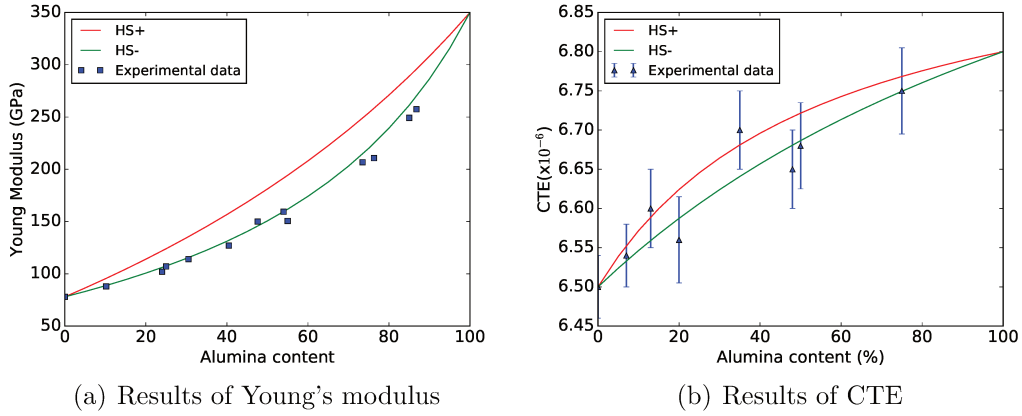 350
300
250
200
150
100
50
0
20
40
60
80
100
Young Modulus (GPa)
Alumina content
HS+
HS-
Experimental data
(a) Results of Young's modulus
6.85
6.80
6.75
6.70
6.65
6.60
6.55
6.50
6.45
0
20
40
60
80
100
CTE(x10⁻⁶)
Alumina content (%)
HS+
HS-
Experimental data
(b) Results of CTE